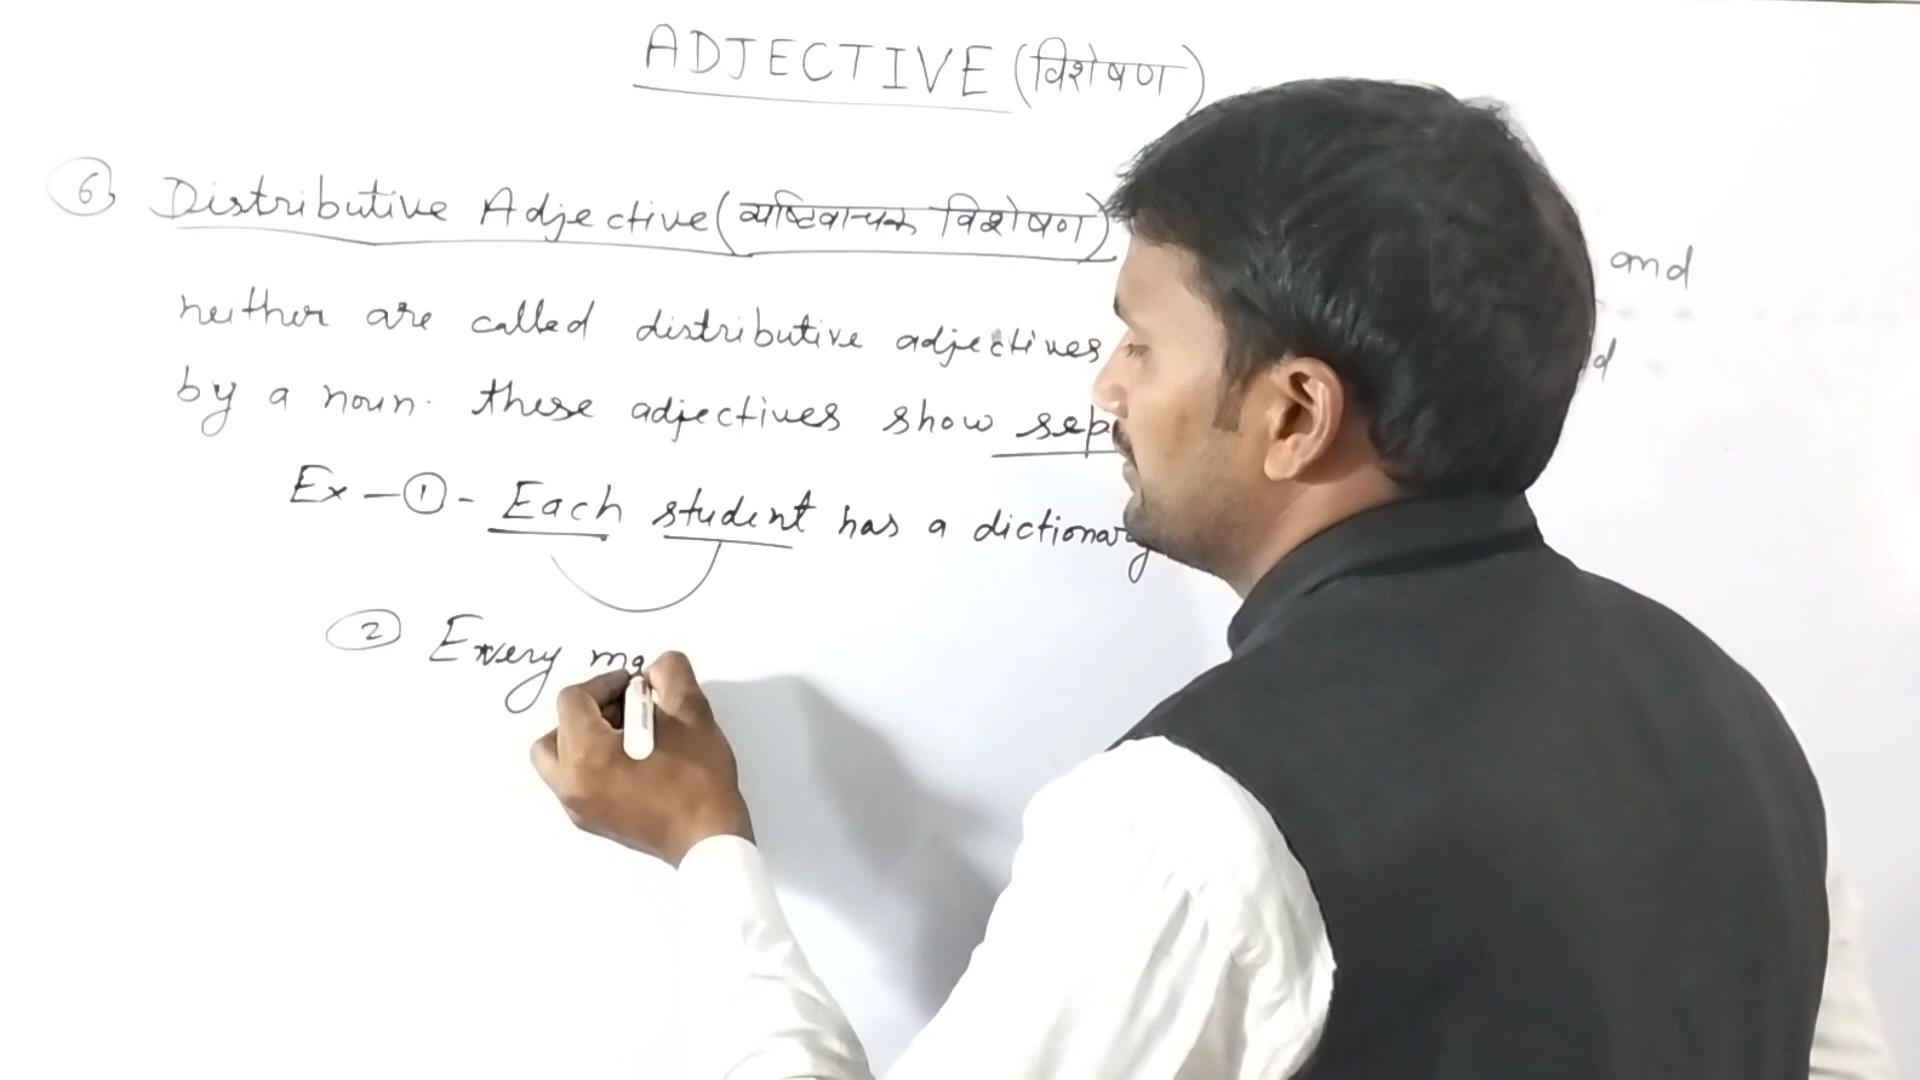 ADJECTIVE (विशेषण)
6, Distributive Adjective (व्यष्टिवाचक विशेषण) and
neither are called distributive adjectives
by a noun. these adjectives show sep
Ex - 1 - Each student has a dictionary
2 Every ma